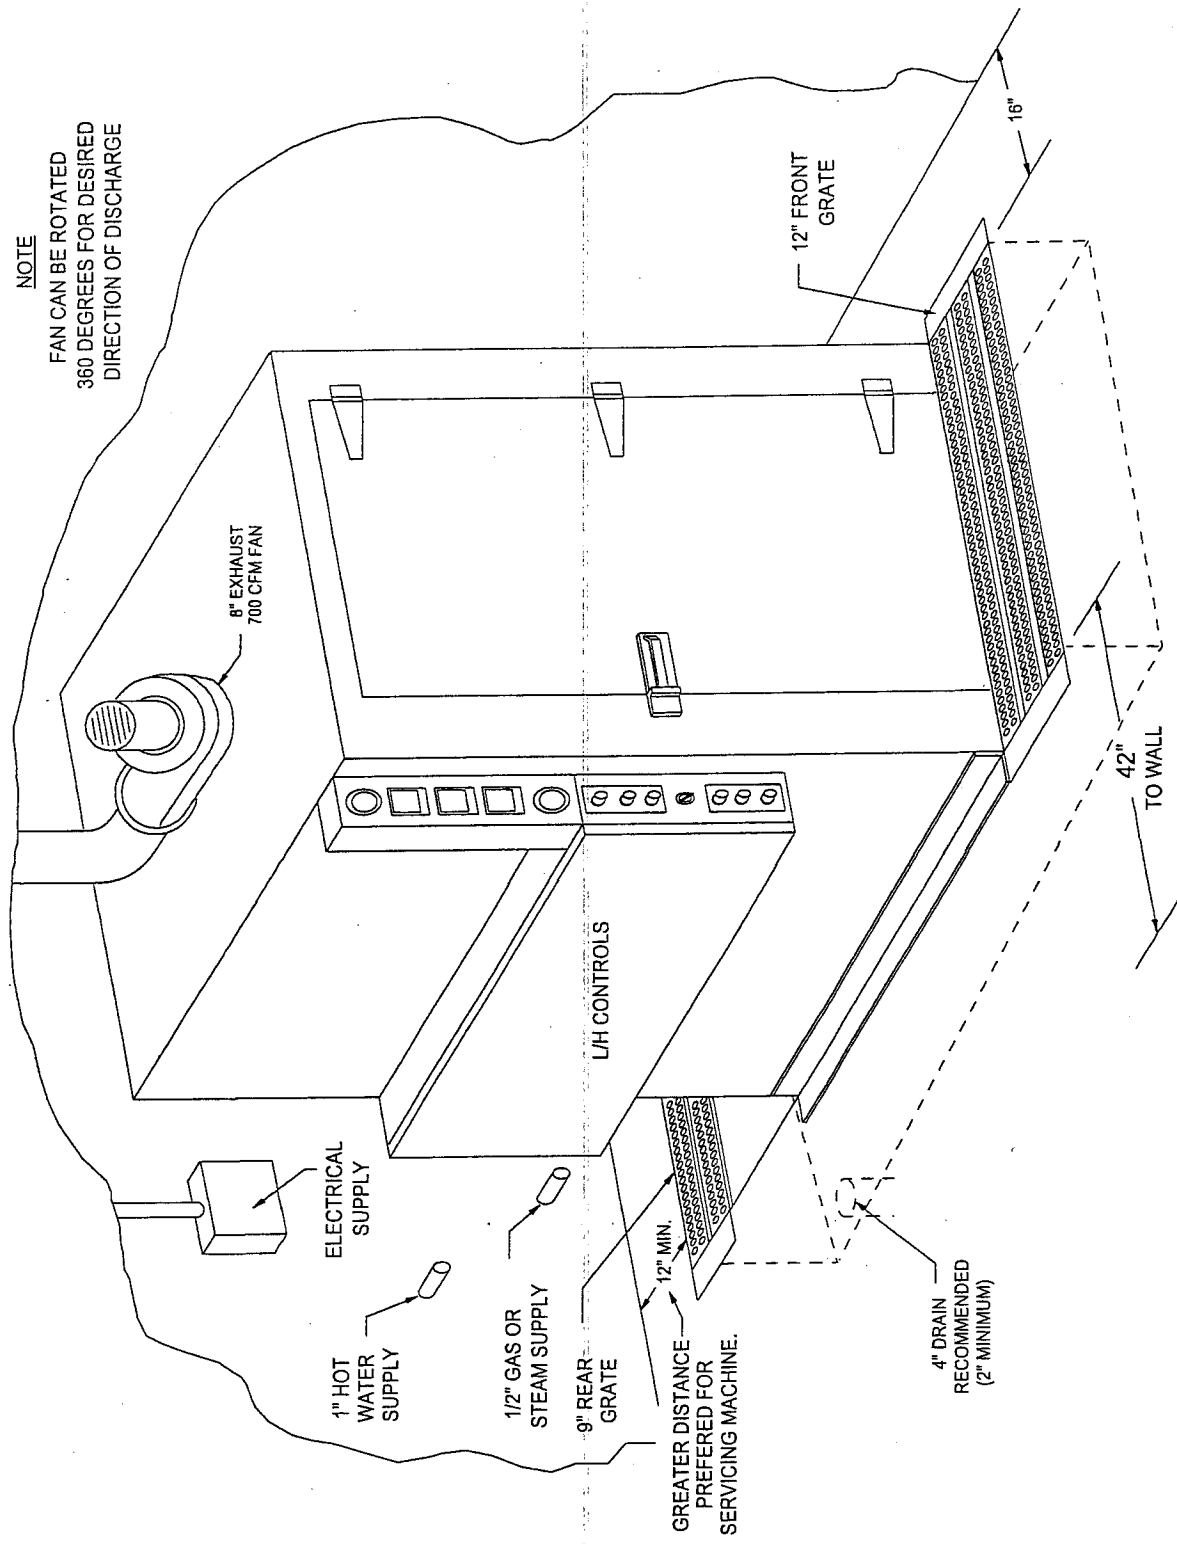 NOTE
FAN CAN BE ROTATED
360 DEGREES FOR DESIRED
DIRECTION OF DISCHARGE
8" EXHAUST
700 CFM FAN
12" FRONT
GRATE
16"
ELECTRICAL
SUPPLY
1" HOT
WATER
SUPPLY
1/2" GAS OR
STEAM SUPPLY
L/H CONTROLS
9" REAR
GRATE
12" MIN.
GREATER DISTANCE
PREFERED FOR
SERVICING MACHINE.
4" DRAIN
RECOMMENDED
(2" MINIMUM)
42"
TO WALL